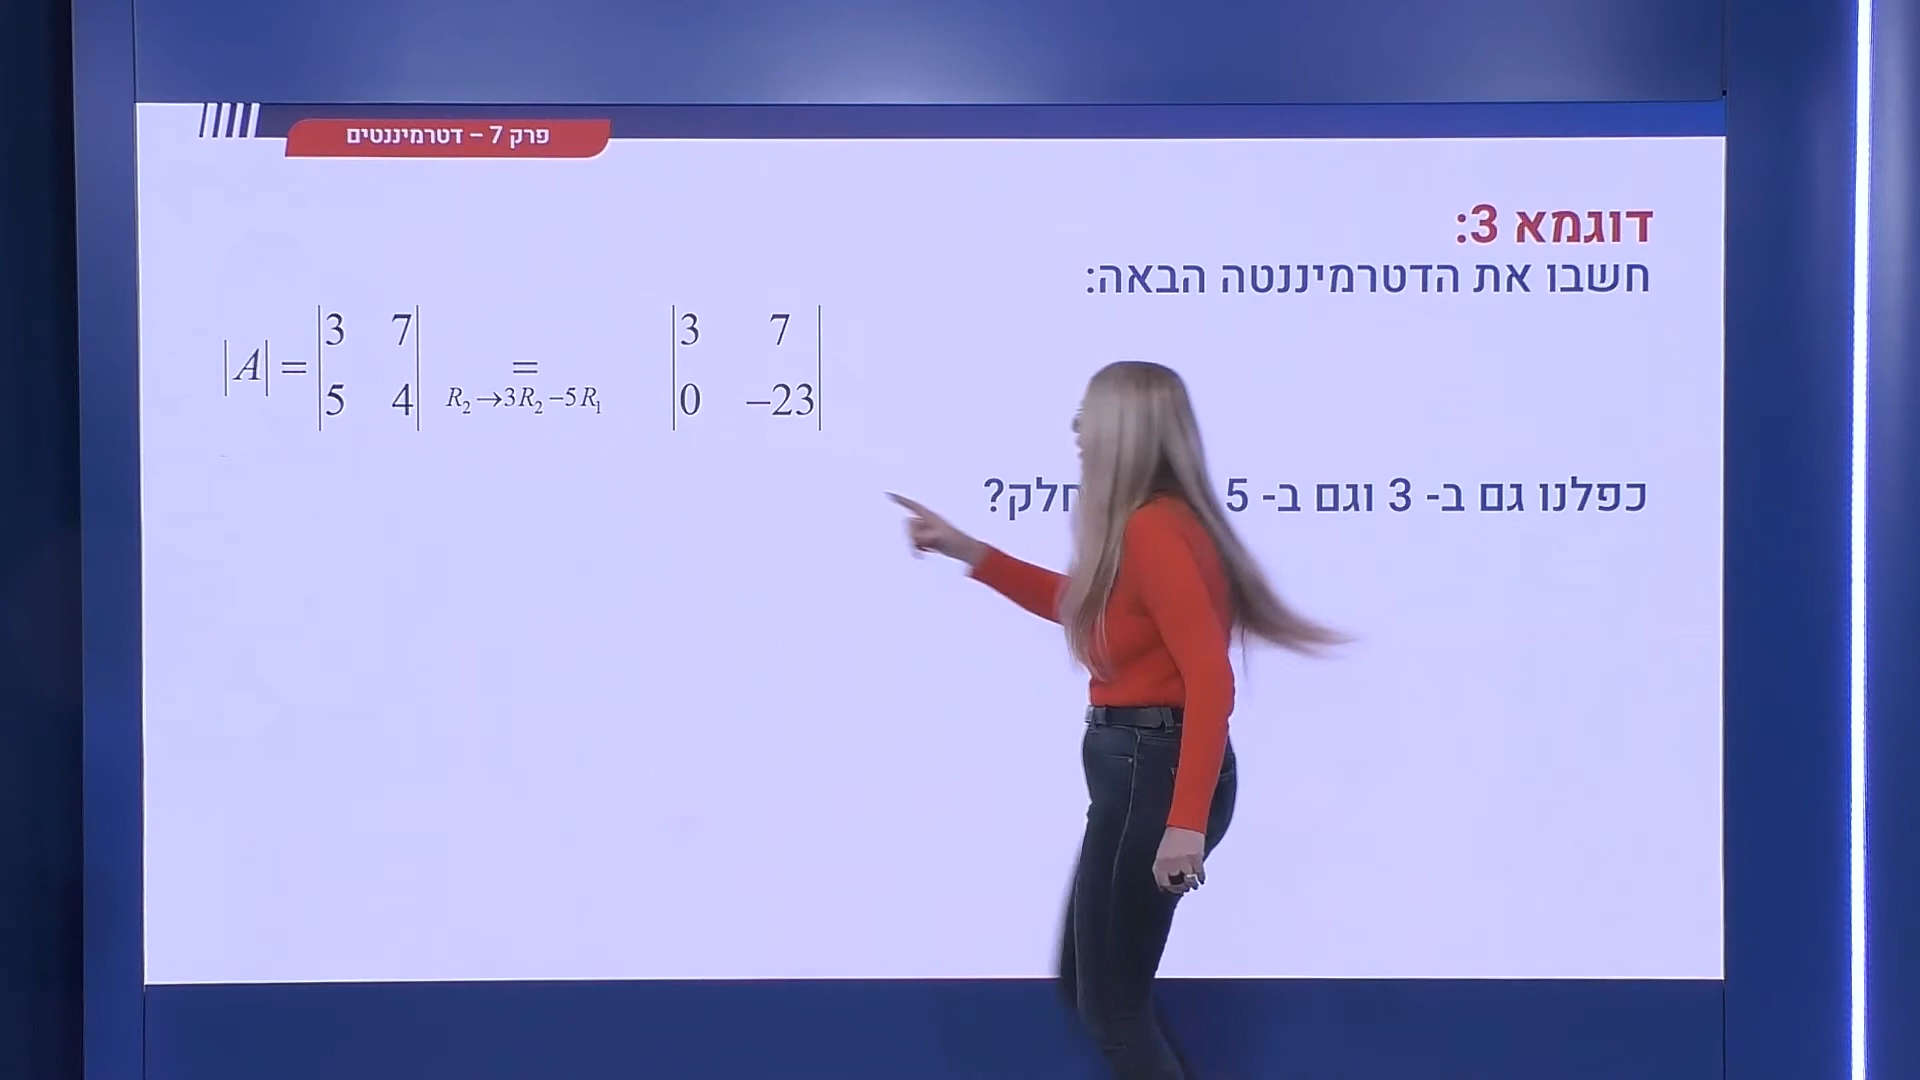 פרק 7 – דטרמיננטים
דוגמא 3:
חשבו את הדטרמיננטה הבאה:
|A| = |3 7| = |3 7|
|5 4| R₂→3R₂−5R₁ |0 −23|
כפלנו גם ב- 3 וגם ב- 5